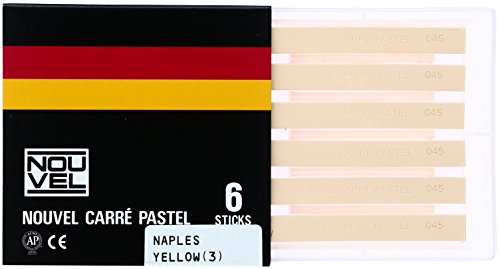 NOU
VEL
NOUVEL CARRÉ PASTEL
6
STICKS
AP
CE
NAPLES
YELLOW(3)
NOUVEL CARRÉ PASTEL 045
NOUVEL CARRÉ PASTEL 045
NOUVEL CARRÉ PASTEL 045
NOUVEL CARRÉ PASTEL 045
NOUVEL CARRÉ PASTEL 045
NOUVEL CARRÉ PASTEL 045